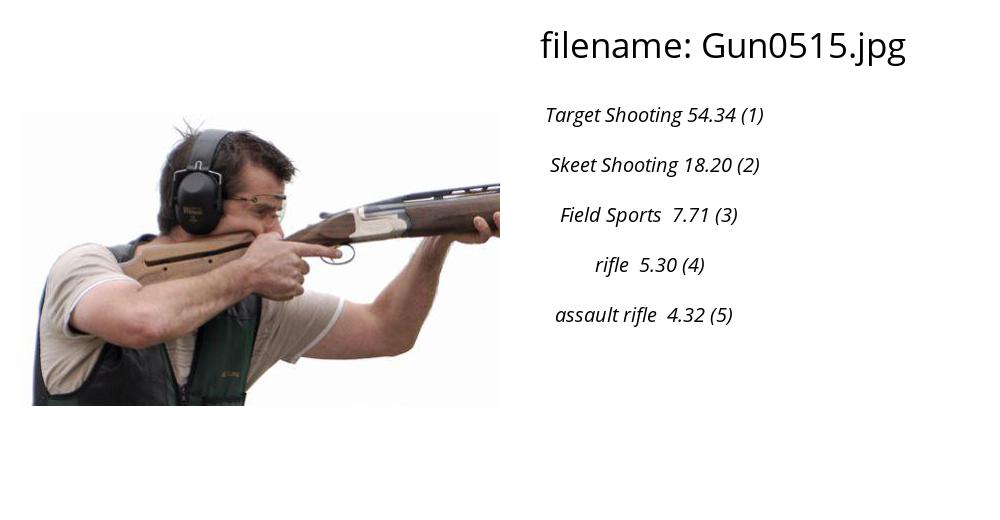 filename: Gun0515.jpg
Target Shooting 54.34 (1)
Skeet Shooting 18.20 (2)
Field Sports 7.71 (3)
rifle 5.30 (4)
assault rifle 4.32 (5)